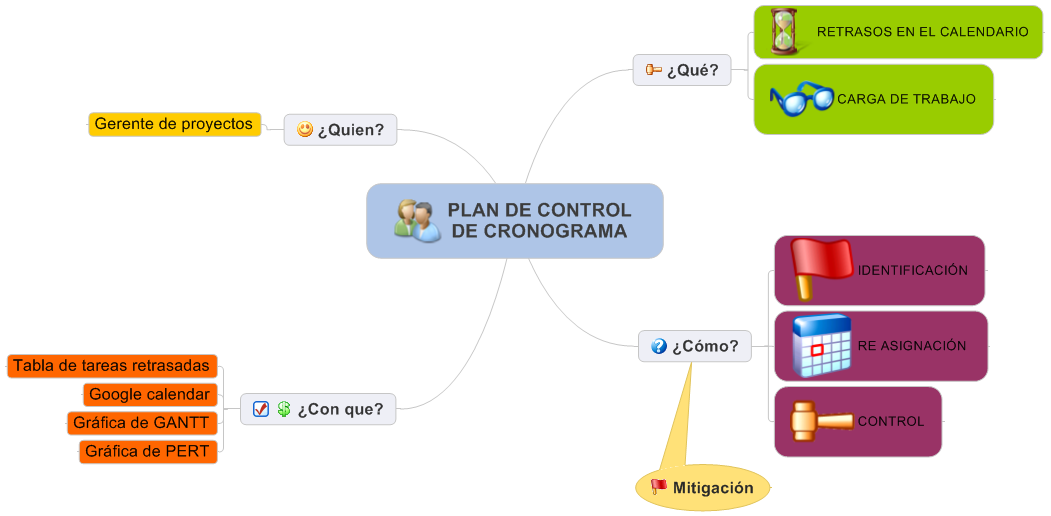 PLAN DE CONTROL
DE CRONOGRAMA
¿Qué?
RETRASOS EN EL CALENDARIO
CARGA DE TRABAJO
¿Cómo?
IDENTIFICACIÓN
RE ASIGNACIÓN
CONTROL
Mitigación
¿Con que?
Tabla de tareas retrasadas
Google calendar
Gráfica de GANTT
Gráfica de PERT
¿Quien?
Gerente de proyectos